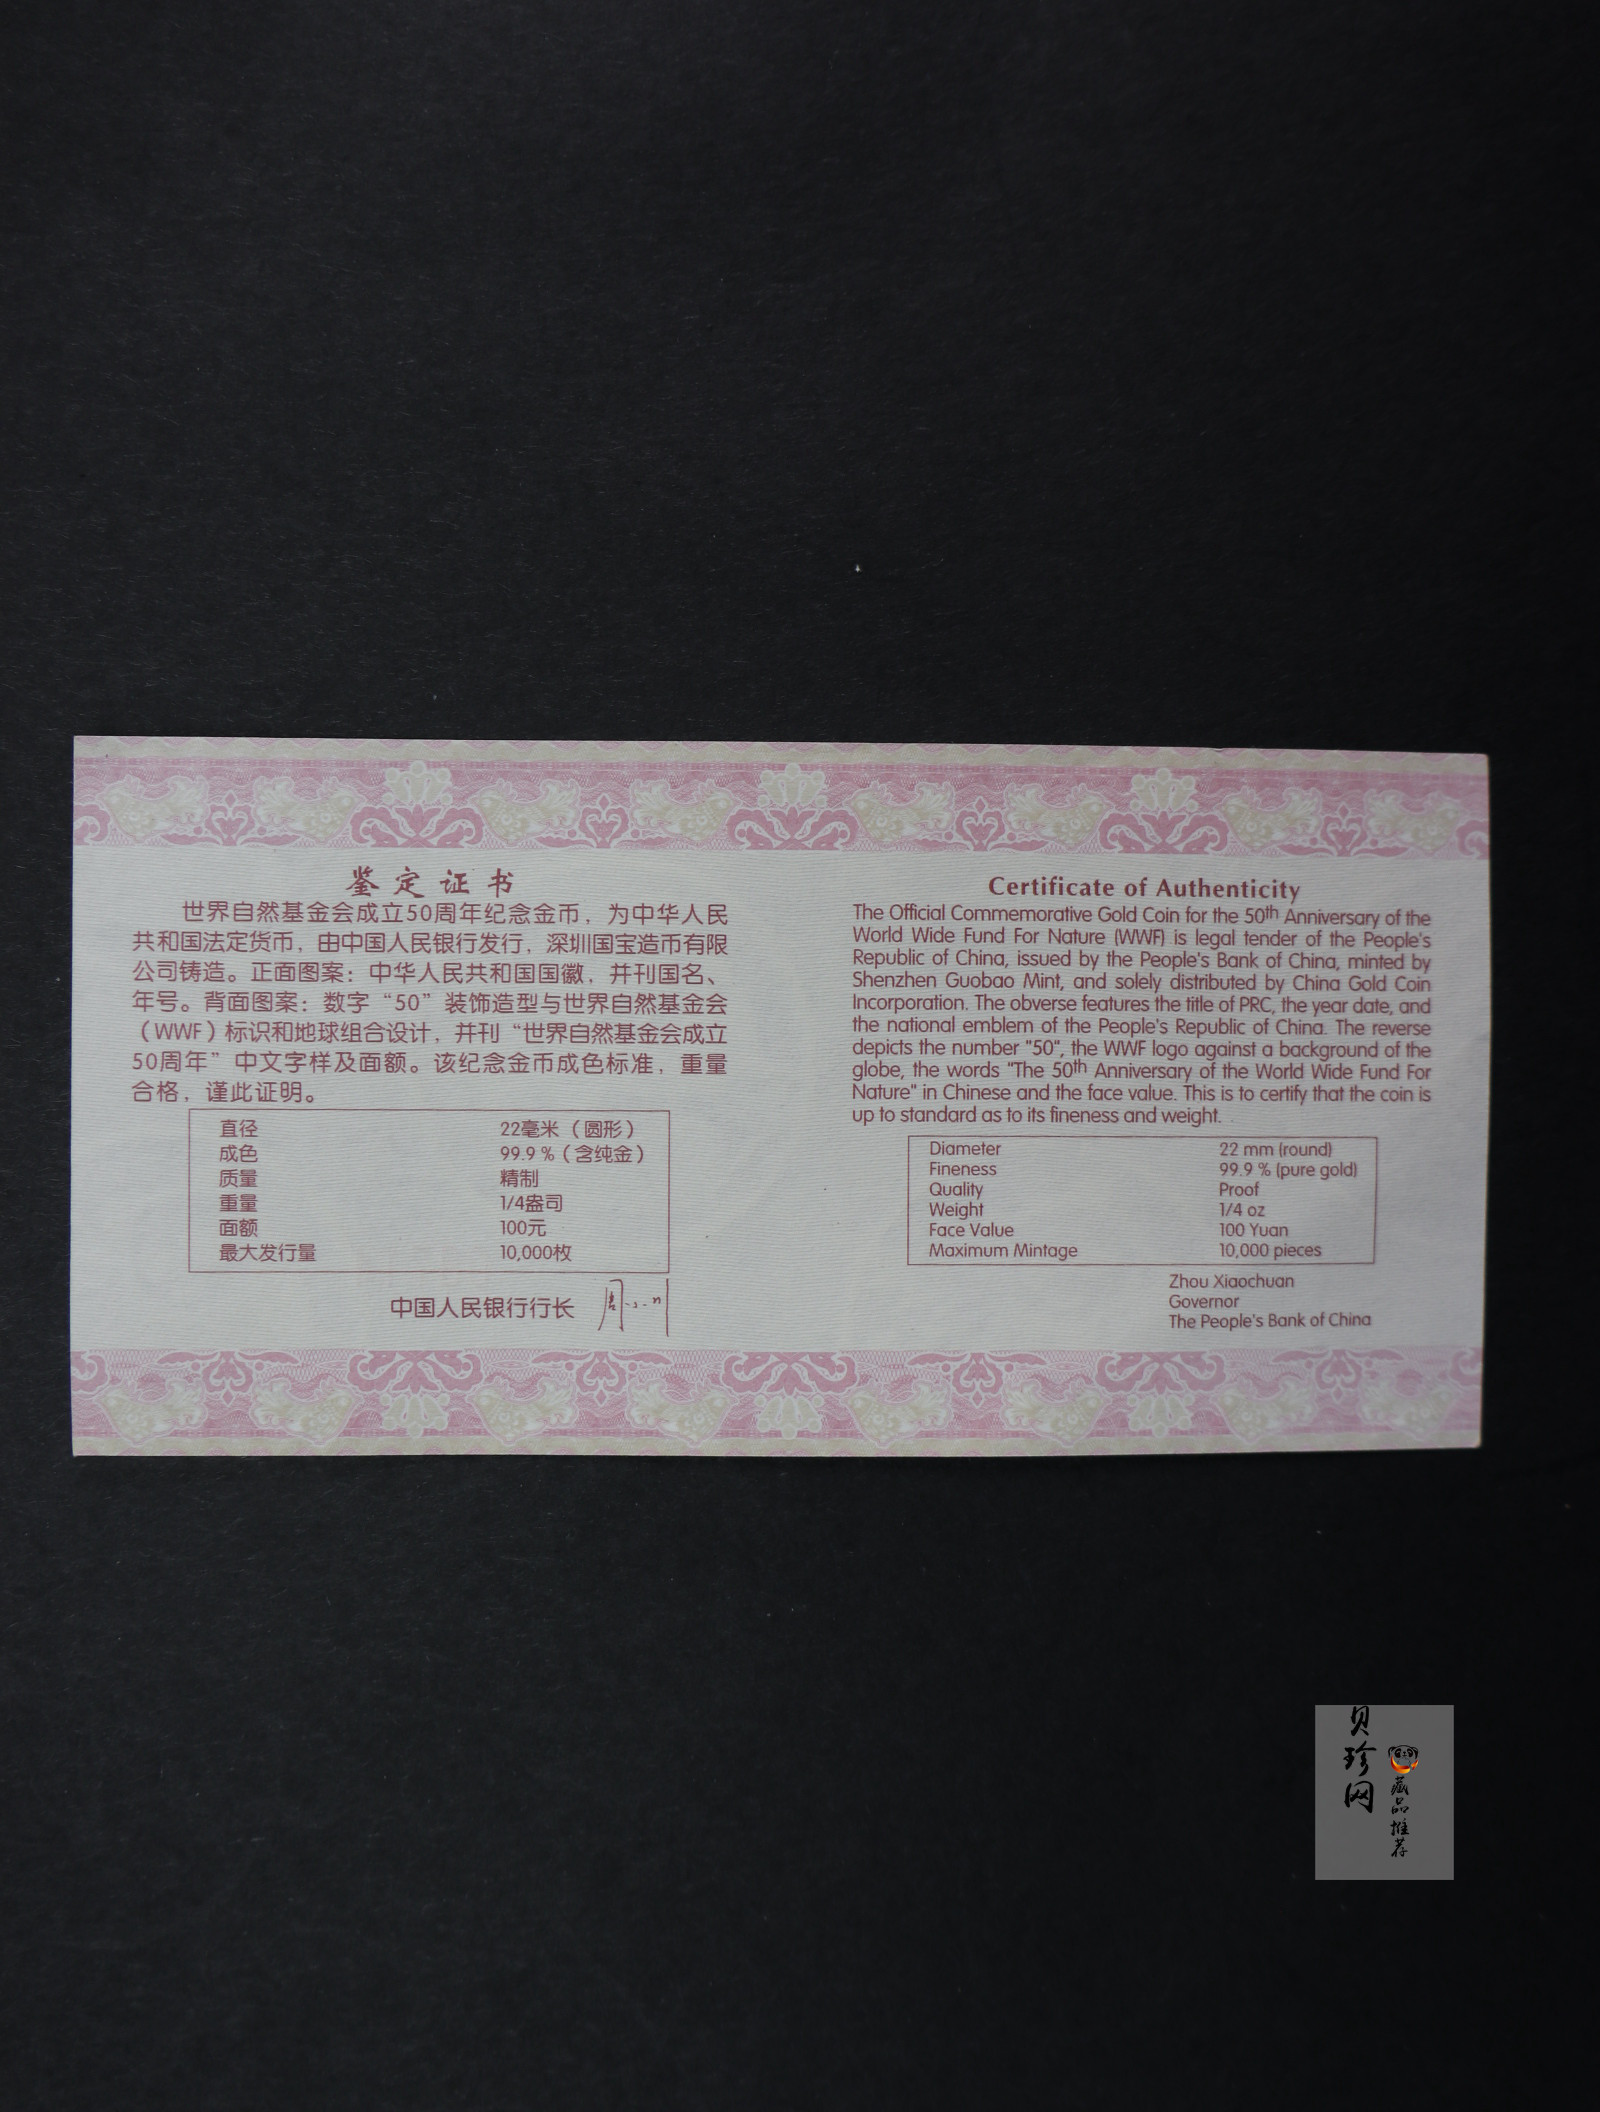 鉴定证书
世界自然基金会成立50周年纪念金币，为中华人民
共和国法定货币，由中国人民银行发行，深圳国宝造币有限
公司铸造。正面图案：中华人民共和国国徽，并刊国名、
年号。背面图案：数字“50”装饰造型与世界自然基金会
（WWF）标识和地球组合设计，并刊“世界自然基金会成立
50周年”中文字样及面额。该纪念金币成色标准，重量
合格，谨此证明。
直径 22毫米（圆形）
成色 99.9 %（含纯金）
质量 精制
重量 1/4盎司
面额 100元
最大发行量 10,000枚
中国人民银行行长
Certificate of Authenticity
The Official Commemorative Gold Coin for the 50th Anniversary of the
World Wide Fund For Nature (WWF) is legal tender of the People's
Republic of China, issued by the People's Bank of China, minted by
Shenzhen Guobao Mint, and solely distributed by China Gold Coin
Incorporation. The obverse features the title of PRC, the year date, and
the national emblem of the People's Republic of China. The reverse
depicts the number "50", the WWF logo against a background of the
globe, the words "The 50th Anniversary of the World Wide Fund For
Nature" in Chinese and the face value. This is to certify that the coin is
up to standard as to its fineness and weight.
Diameter 22 mm (round)
Fineness 99.9 % (pure gold)
Quality Proof
Weight 1/4 oz
Face Value 100 Yuan
Maximum Mintage 10,000 pieces
Zhou Xiaochuan
Governor
The People's Bank of China
贝珍网
藏品推荐